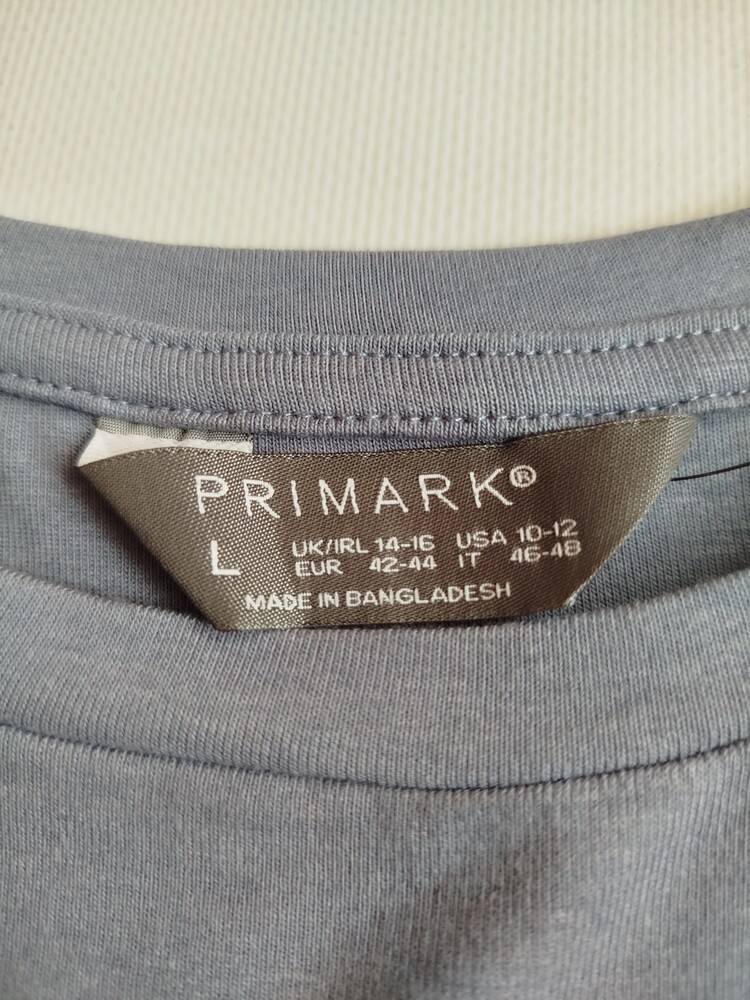 PRIMARK®
L UK/IRL 14-16 USA 10-12
EUR 42-44 IT 46-48
MADE IN BANGLADESH